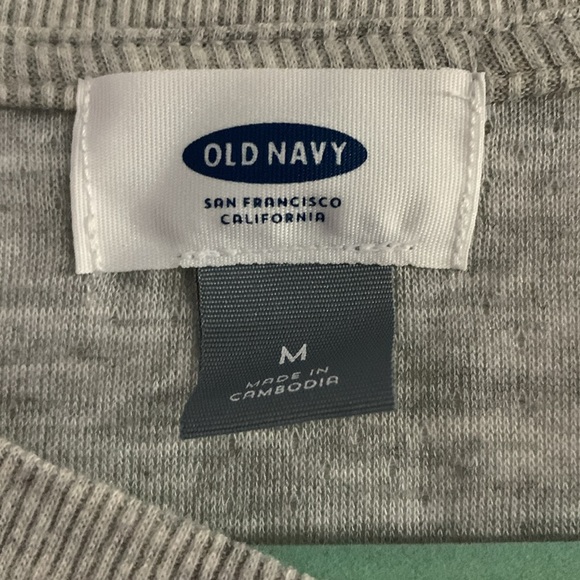 OLD NAVY
SAN FRANCISCO
CALIFORNIA
M
MADE IN
CAMBODIA